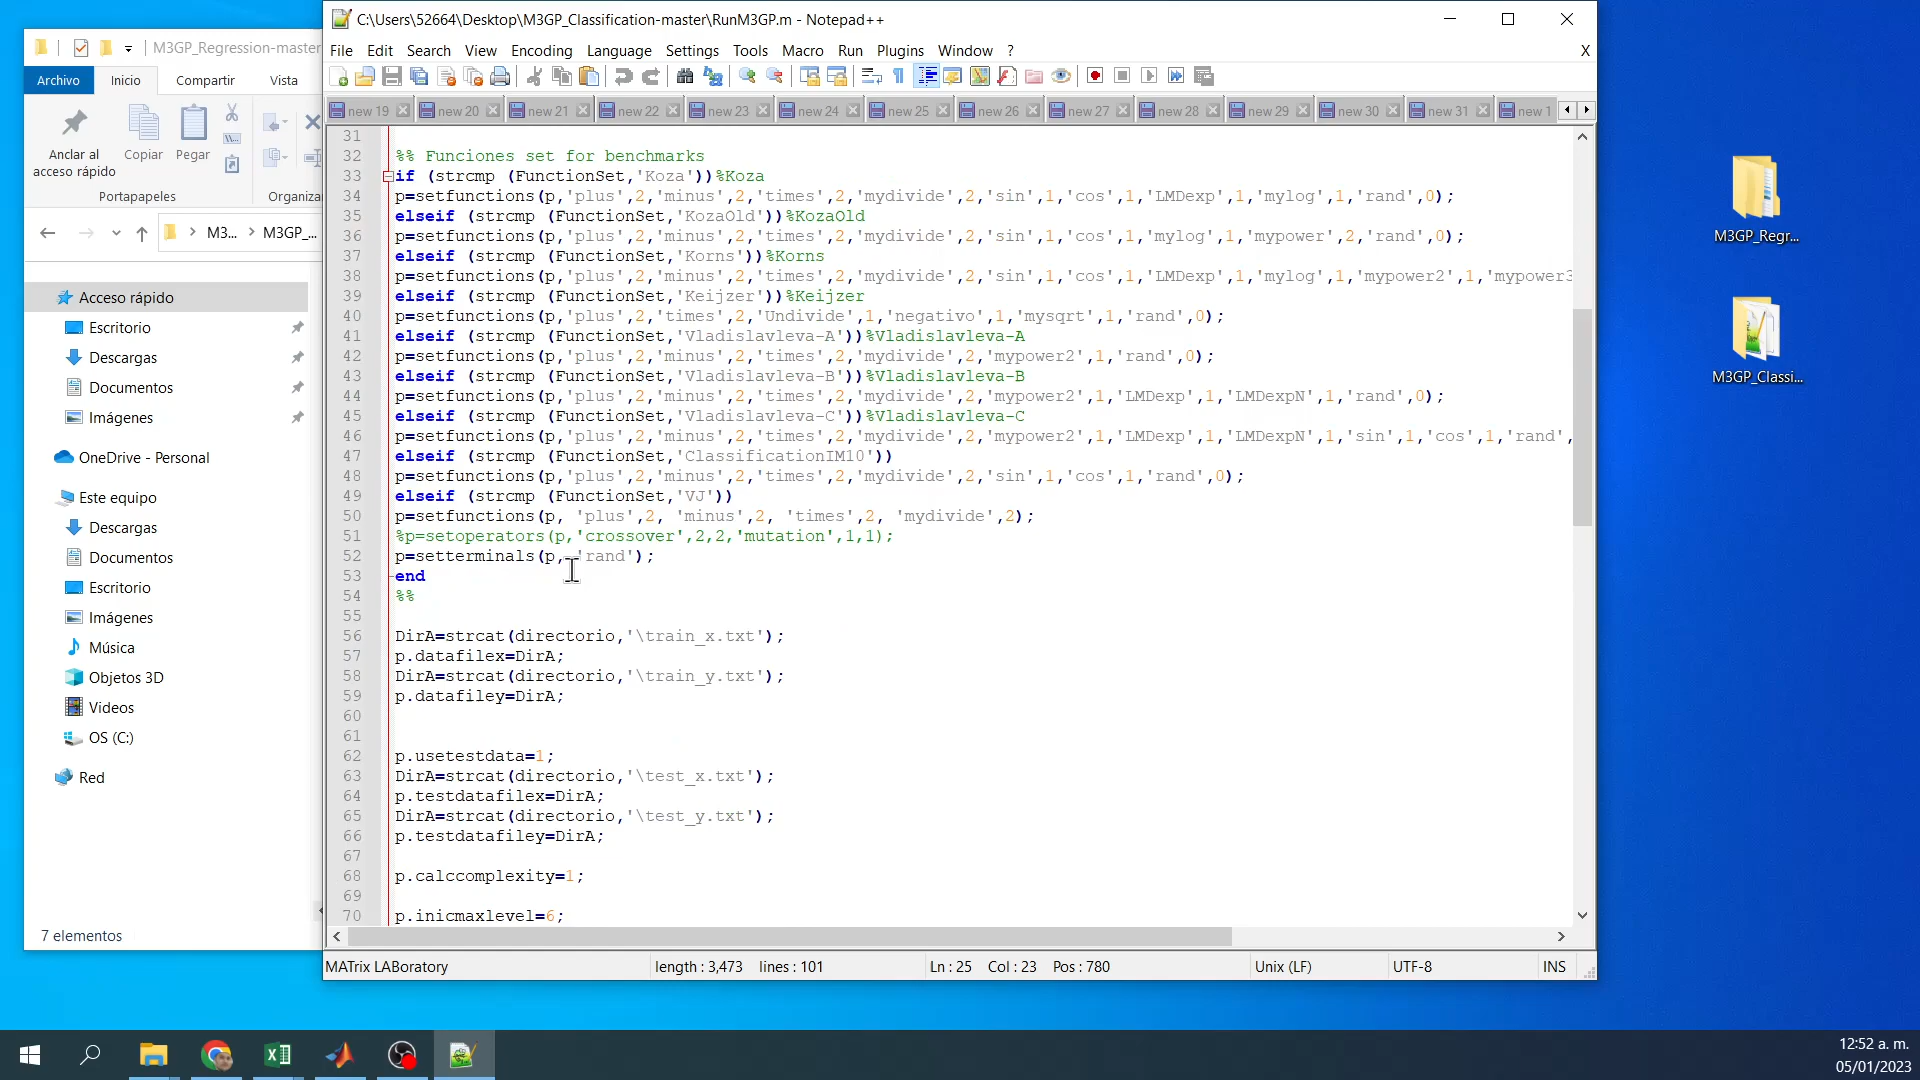 M3GP_Regression-master
Archivo
Inicio
Compartir
Vista
Anclar al
acceso rápido
Copiar
Pegar
Portapapeles
Organizar
M3...
M3GP_...
Acceso rápido
Escritorio
Descargas
Documentos
Imágenes
OneDrive - Personal
Este equipo
Descargas
Documentos
Escritorio
Imágenes
Música
Objetos 3D
Videos
OS (C:)
Red
7 elementos
C:\Users\52664\Desktop\M3GP_Classification-master\RunM3GP.m - Notepad++
File Edit Search View Encoding Language Settings Tools Macro Run Plugins Window ? X
new 19 new 20 new 21 new 22 new 23 new 24 new 25 new 26 new 27 new 28 new 29 new 30 new 31 new 1
31
32 %% Funciones set for benchmarks
33 if (strcmp (FunctionSet,'Koza'))%Koza
34 p=setfunctions(p,'plus',2,'minus',2,'times',2,'mydivide',2,'sin',1,'cos',1,'LMDexp',1,'mylog',1,'rand',0);
35 elseif (strcmp (FunctionSet,'KozaOld'))%KozaOld
36 p=setfunctions(p,'plus',2,'minus',2,'times',2,'mydivide',2,'sin',1,'cos',1,'mylog',1,'mypower',2,'rand',0);
37 elseif (strcmp (FunctionSet,'Korns'))%Korns
38 p=setfunctions(p,'plus',2,'minus',2,'times',2,'mydivide',2,'sin',1,'cos',1,'LMDexp',1,'mylog',1,'mypower2',1,'mypower3
39 elseif (strcmp (FunctionSet,'Keijzer'))%Keijzer
40 p=setfunctions(p,'plus',2,'times',2,'Undivide',1,'negativo',1,'mysqrt',1,'rand',0);
41 elseif (strcmp (FunctionSet,'Vladislavleva-A'))%Vladislavleva-A
42 p=setfunctions(p,'plus',2,'minus',2,'times',2,'mydivide',2,'mypower2',1,'rand',0);
43 elseif (strcmp (FunctionSet,'Vladislavleva-B'))%Vladislavleva-B
44 p=setfunctions(p,'plus',2,'minus',2,'times',2,'mydivide',2,'mypower2',1,'LMDexp',1,'LMDexpN',1,'rand',0);
45 elseif (strcmp (FunctionSet,'Vladislavleva-C'))%Vladislavleva-C
46 p=setfunctions(p,'plus',2,'minus',2,'times',2,'mydivide',2,'mypower2',1,'LMDexp',1,'LMDexpN',1,'sin',1,'cos',1,'rand',
47 elseif (strcmp (FunctionSet,'ClassificationIM10'))
48 p=setfunctions(p,'plus',2,'minus',2,'times',2,'mydivide',2,'sin',1,'cos',1,'rand',0);
49 elseif (strcmp (FunctionSet,'VJ'))
50 p=setfunctions(p, 'plus',2, 'minus',2, 'times',2, 'mydivide',2);
51 %p=setoperators(p,'crossover',2,2,'mutation',1,1);
52 p=setterminals(p, 'rand');
53 end
54 %%
55
56 DirA=strcat(directorio,'\train_x.txt');
57 p.datafilex=DirA;
58 DirA=strcat(directorio,'\train_y.txt');
59 p.datafiley=DirA;
60
61
62 p.usetestdata=1;
63 DirA=strcat(directorio,'\test_x.txt');
64 p.testdatafilex=DirA;
65 DirA=strcat(directorio,'\test_y.txt');
66 p.testdatafiley=DirA;
67
68 p.calccomplexity=1;
69
70 p.inicmaxlevel=6;
MATrix LABoratory length : 3,473 lines : 101 Ln : 25 Col : 23 Pos : 780 Unix (LF) UTF-8 INS
M3GP_Regr...
M3GP_Classi...
12:52 a. m.
05/01/2023